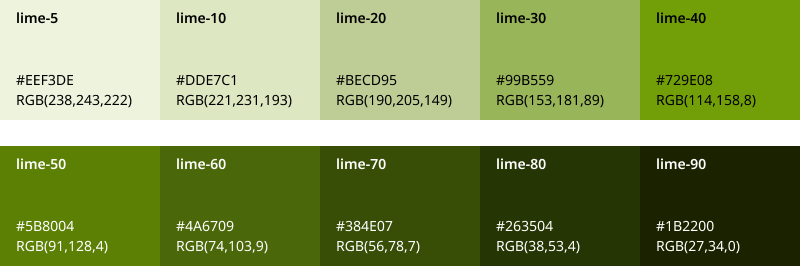 lime-5
#EEF3DE
RGB(238,243,222)
lime-10
#DDE7C1
RGB(221,231,193)
lime-20
#BECD95
RGB(190,205,149)
lime-30
#99B559
RGB(153,181,89)
lime-40
#729E08
RGB(114,158,8)
lime-50
#5B8004
RGB(91,128,4)
lime-60
#4A6709
RGB(74,103,9)
lime-70
#384E07
RGB(56,78,7)
lime-80
#263504
RGB(38,53,4)
lime-90
#1B2200
RGB(27,34,0)